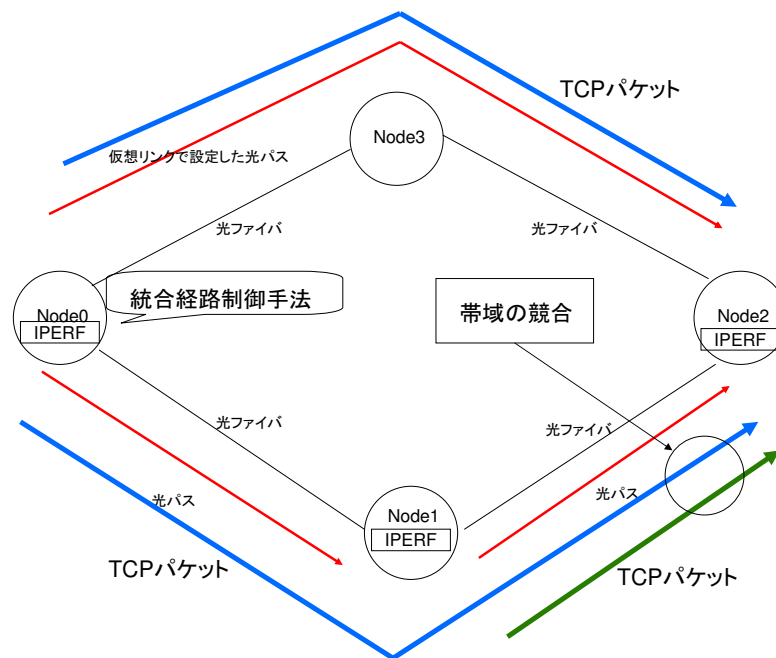 TCPパケット
Node3
仮想リンクで設定した光パス
光ファイバ
光ファイバ
統合経路制御手法
帯域の競合
Node0
IPERF
Node2
IPERF
光ファイバ
光ファイバ
光パス
光パス
Node1
IPERF
TCPパケット
TCPパケット